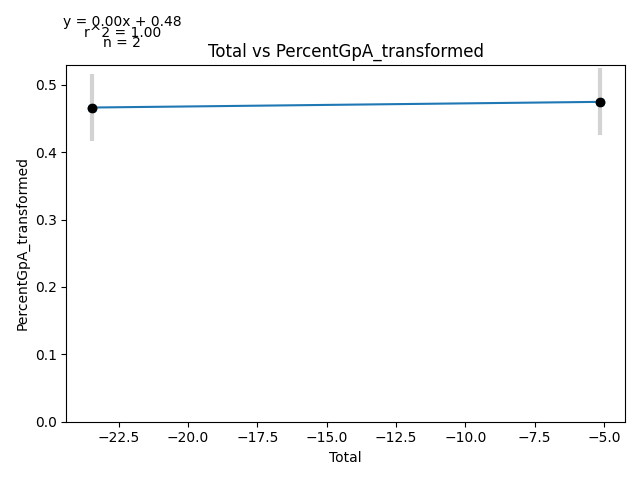 y = 0.00x + 0.48
r^2 = 1.00
n = 2
Total vs PercentGpA_transformed
0.5
0.4
0.3
0.2
0.1
0.0
PercentGpA_transformed
−22.5 −20.0 −17.5 −15.0 −12.5 −10.0 −7.5 −5.0
Total